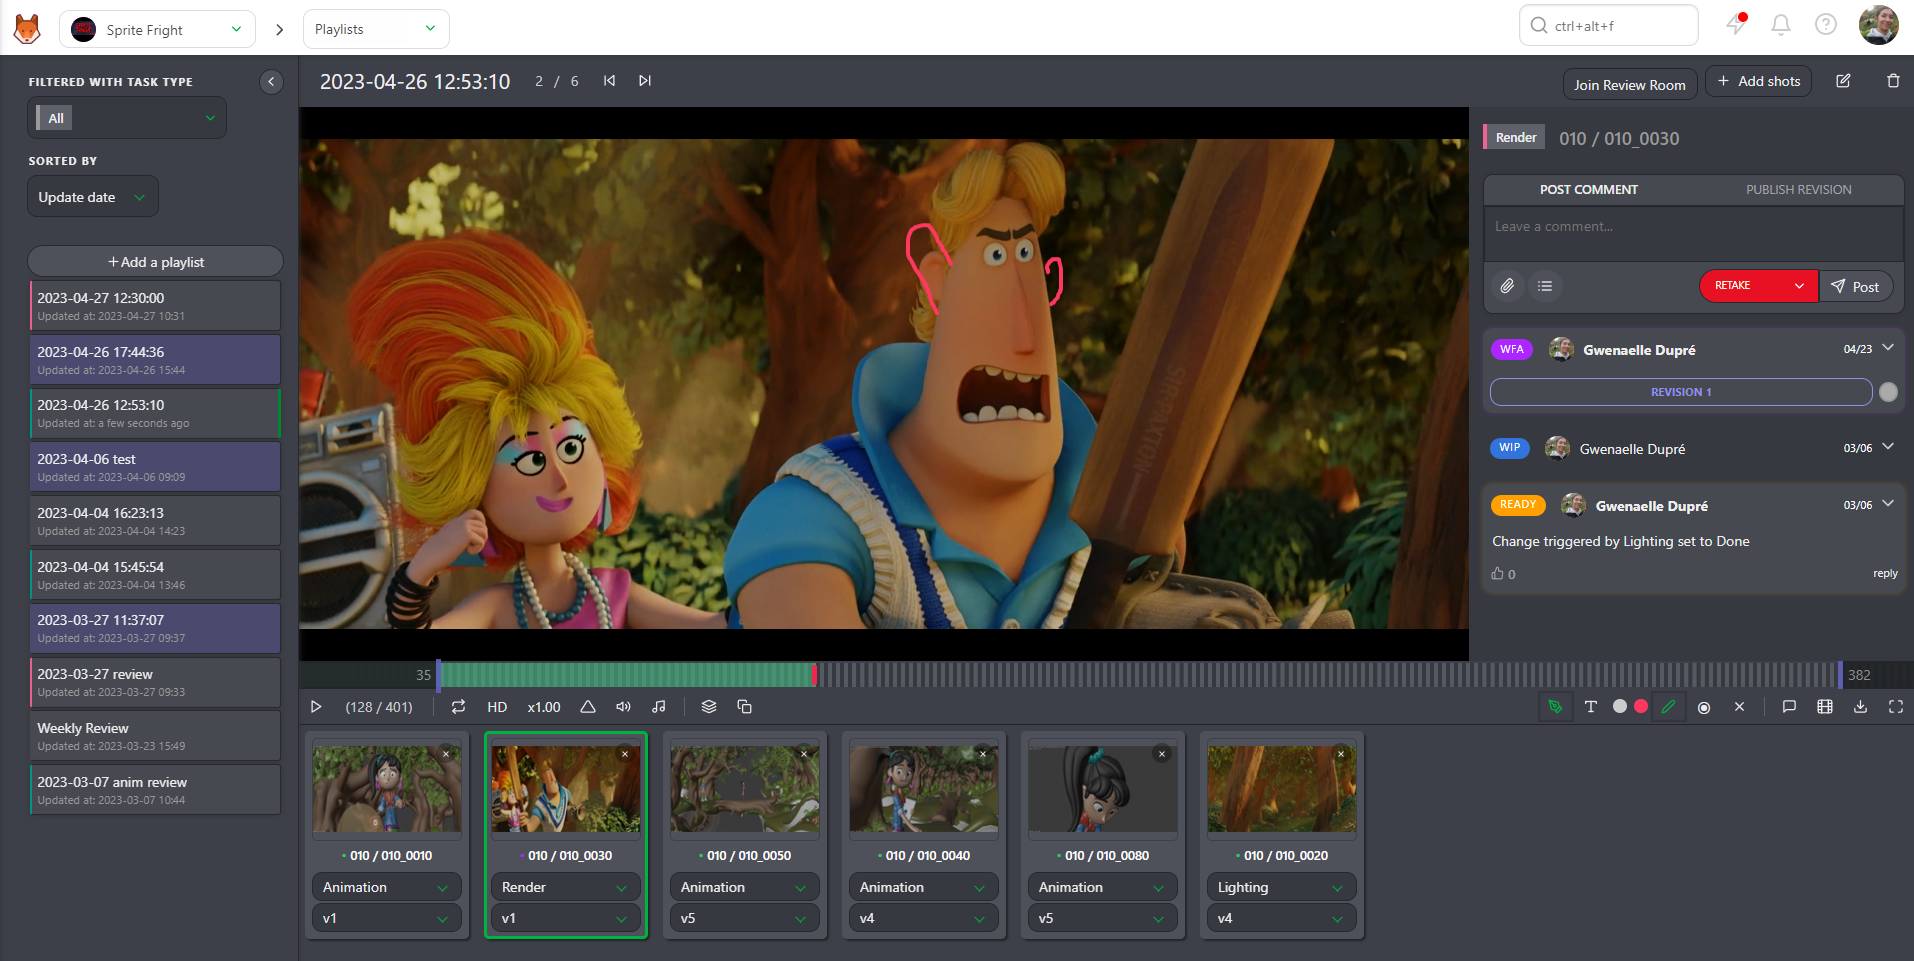 Sprite Fright
Playlists
ctrl+alt+f
FILTERED WITH TASK TYPE
All
SORTED BY
Update date
+ Add a playlist
2023-04-27 12:30:00
Updated at: 2023-04-27 10:31
2023-04-26 17:44:36
Updated at: 2023-04-26 15:44
2023-04-26 12:53:10
Updated at: a few seconds ago
2023-04-06 test
Updated at: 2023-04-06 09:09
2023-04-04 16:23:13
Updated at: 2023-04-04 14:23
2023-04-04 15:45:54
Updated at: 2023-04-04 13:46
2023-03-27 11:37:07
Updated at: 2023-03-27 09:37
2023-03-27 review
Updated at: 2023-03-27 09:33
Weekly Review
Updated at: 2023-03-23 15:49
2023-03-07 anim review
Updated at: 2023-03-07 10:44
2023-04-26 12:53:10 2 / 6
Join Review Room + Add shots
Render 010 / 010_0030
POST COMMENT PUBLISH REVISION
Leave a comment...
RETAKE Post
WFA Gwenaelle Dupré 04/23
REVISION 1
WIP Gwenaelle Dupré 03/06
READY Gwenaelle Dupré 03/06
Change triggered by Lighting set to Done
0 reply
35 382
(128 / 401) HD x1.00 T
010 / 010_0010
Animation
v1
010 / 010_0030
Render
v1
010 / 010_0050
Animation
v5
010 / 010_0040
Animation
v4
010 / 010_0080
Animation
v5
010 / 010_0020
Lighting
v4